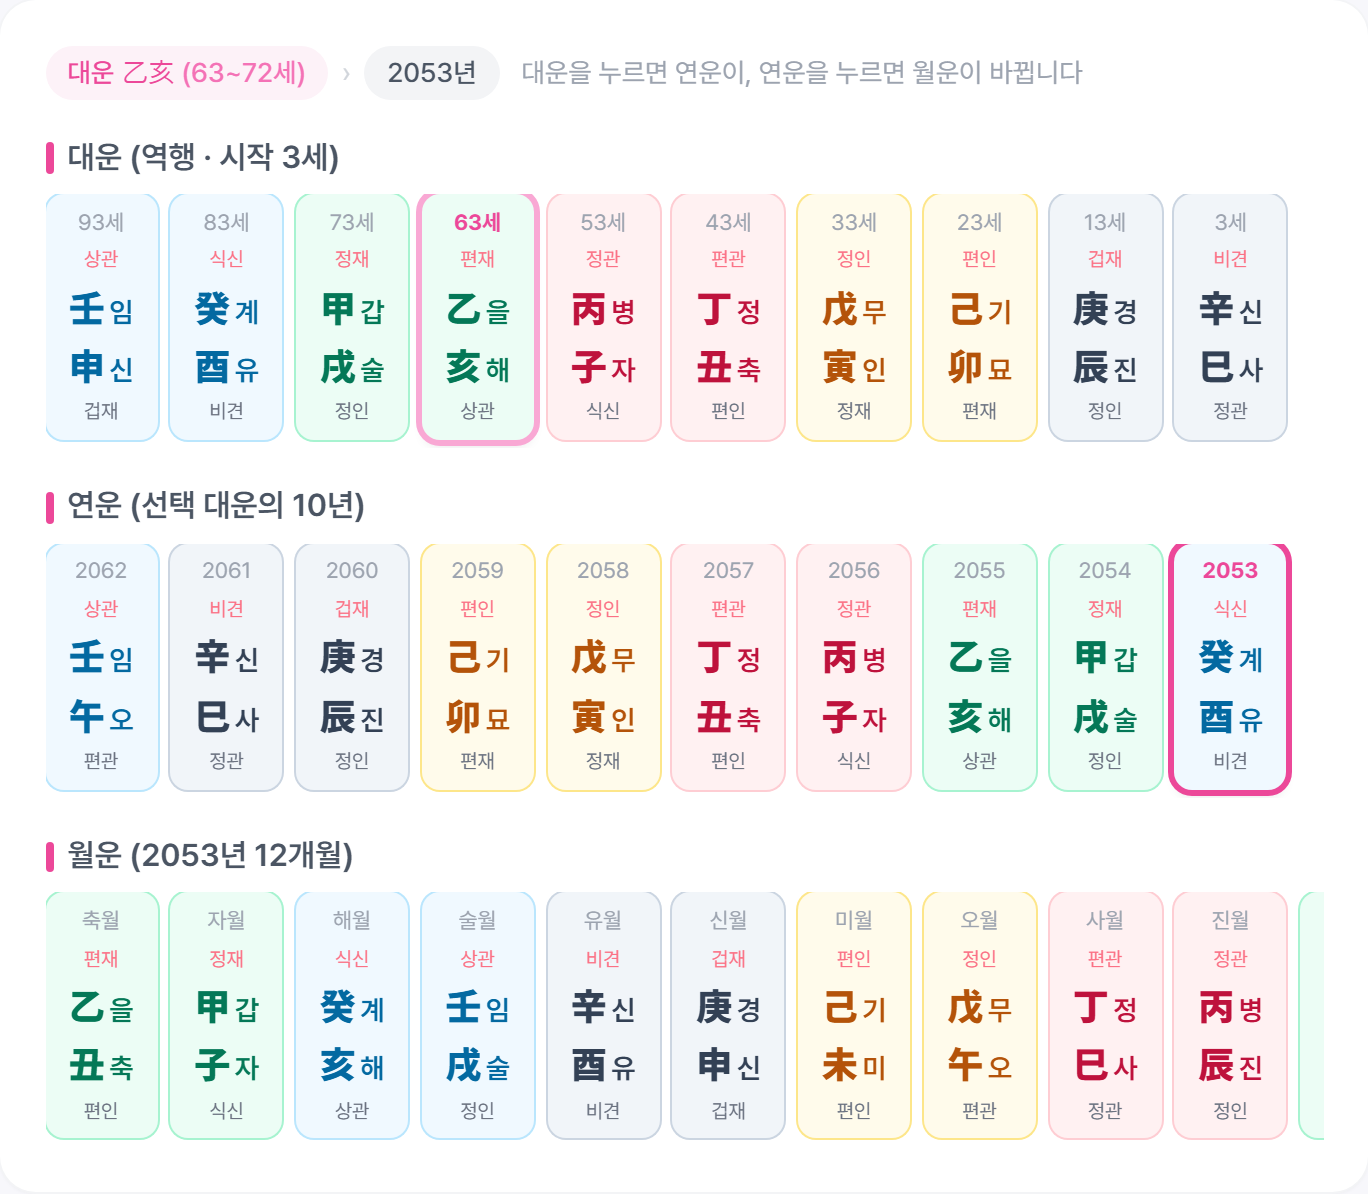 대운 乙亥 (63~72세) › 2053년 대운을 누르면 연운이, 연운을 누르면 월운이 바뀝니다
대운 (역행 · 시작 3세)
93세 83세 73세 63세 53세 43세 33세 23세 13세 3세
상관 식신 정재 편재 정관 편관 정인 편인 겁재 비견
壬임 癸계 甲갑 乙을 丙병 丁정 戊무 己기 庚경 辛신
申신 酉유 戌술 亥해 子자 丑축 寅인 卯묘 辰진 巳사
겁재 비견 정인 상관 식신 편인 정재 편재 정인 정관
연운 (선택 대운의 10년)
2062 2061 2060 2059 2058 2057 2056 2055 2054 2053
상관 비견 겁재 편인 정인 편관 정관 편재 정재 식신
壬임 辛신 庚경 己기 戊무 丁정 丙병 乙을 甲갑 癸계
午오 巳사 辰진 卯묘 寅인 丑축 子자 亥해 戌술 酉유
편관 정관 정인 편재 정재 편인 식신 상관 정인 비견
월운 (2053년 12개월)
축월 자월 해월 술월 유월 신월 미월 오월 사월 진월
편재 정재 식신 상관 비견 겁재 편인 정인 편관 정관
乙을 甲갑 癸계 壬임 辛신 庚경 己기 戊무 丁정 丙병
丑축 子자 亥해 戌술 酉유 申신 未미 午오 巳사 辰진
편인 식신 상관 정인 비견 겁재 편인 편관 정관 정인